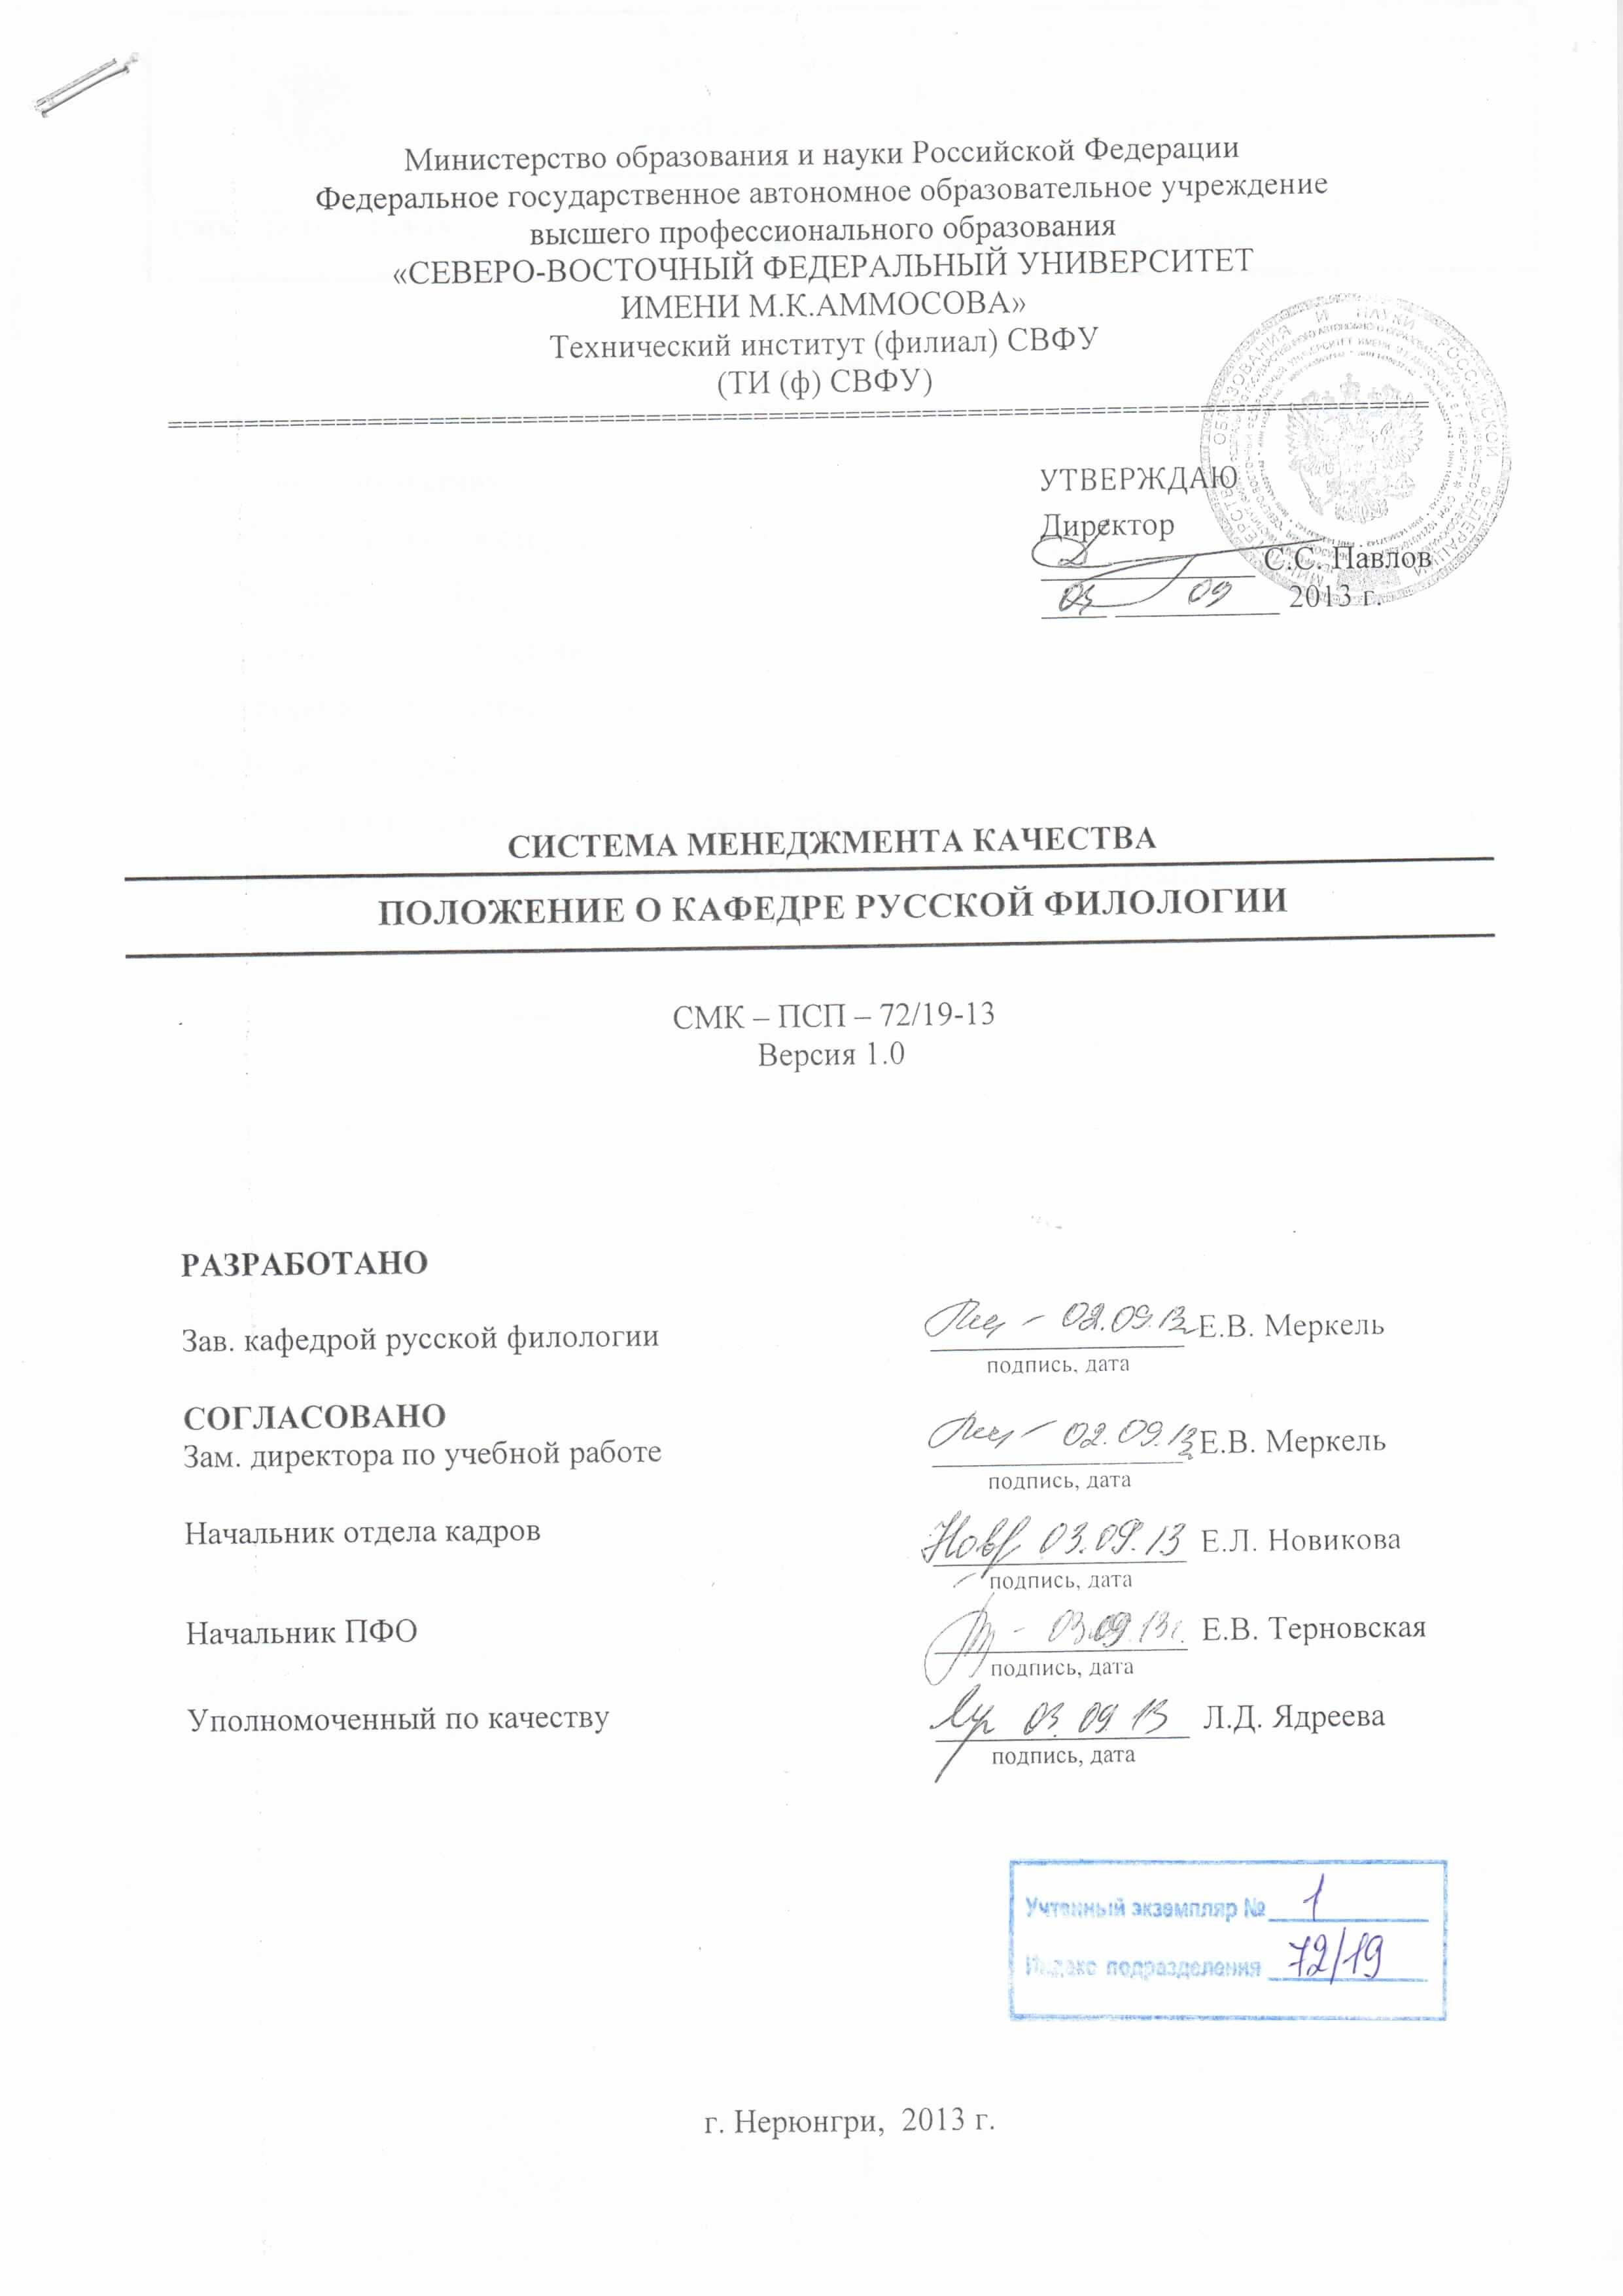 Министерство образования и науки Российской Федерации
Федеральное государственное автономное образовательное учреждение
высшего профессионального образования
«СЕВЕРО-ВОСТОЧНЫЙ ФЕДЕРАЛЬНЫЙ УНИВЕРСИТЕТ
ИМЕНИ М.К.АММОСОВА»
Технический институт (филиал) СВФУ
(ТИ (ф) СВФУ)
УТВЕРЖДАЮ
Директор
С.С. Павлов
03 09 2013 г.
СИСТЕМА МЕНЕДЖМЕНТА КАЧЕСТВА
ПОЛОЖЕНИЕ О КАФЕДРЕ РУССКОЙ ФИЛОЛОГИИ
СМК – ПСП – 72/19-13
Версия 1.0
РАЗРАБОТАНО
Зав. кафедрой русской филологии 02.09.13 Е.В. Меркель
подпись, дата
СОГЛАСОВАНО
Зам. директора по учебной работе 02.09.13 Е.В. Меркель
подпись, дата
Начальник отдела кадров 03.09.13 Е.Л. Новикова
подпись, дата
Начальник ПФО 03.09.13г. Е.В. Терновская
подпись, дата
Уполномоченный по качеству 03.09.13 Л.Д. Ядреева
подпись, дата
Учтенный экземпляр № 1
Индекс подразделения 72/19
г. Нерюнгри, 2013 г.